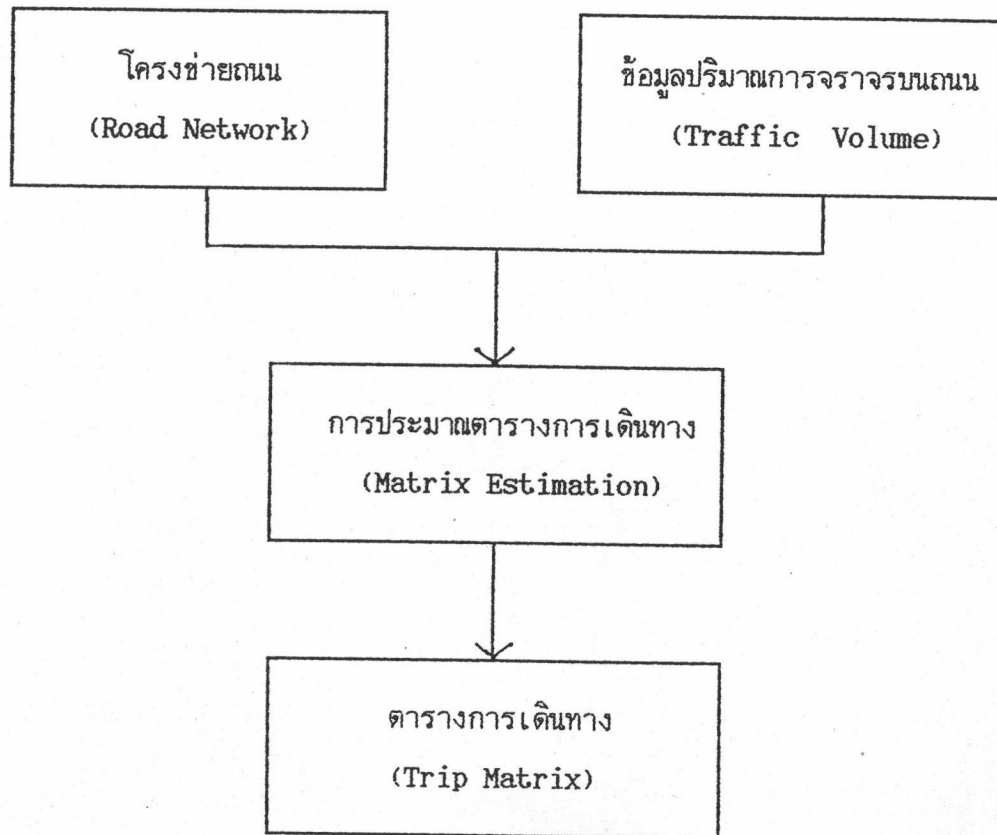 โครงข่ายถนน
(Road Network)
ข้อมูลปริมาณการจราจรบนถนน
(Traffic Volume)
การประมาณตารางการเดินทาง
(Matrix Estimation)
ตารางการเดินทาง
(Trip Matrix)